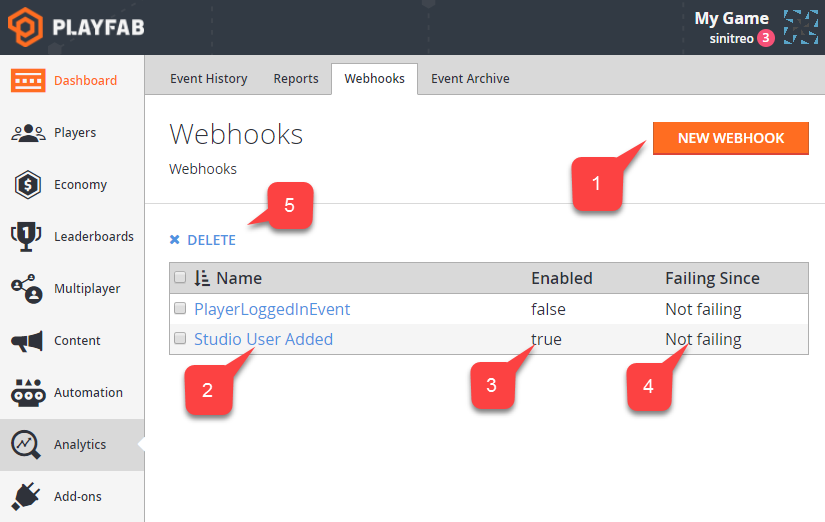 PLAYFAB
My Game
sinitreo 3
Dashboard
Players
Economy
Leaderboards
Multiplayer
Content
Automation
Analytics
Add-ons
Event History Reports Webhooks Event Archive
Webhooks
NEW WEBHOOK
Webhooks
1
5
DELETE
Name Enabled Failing Since
PlayerLoggedInEvent false Not failing
Studio User Added true Not failing
2 3 4